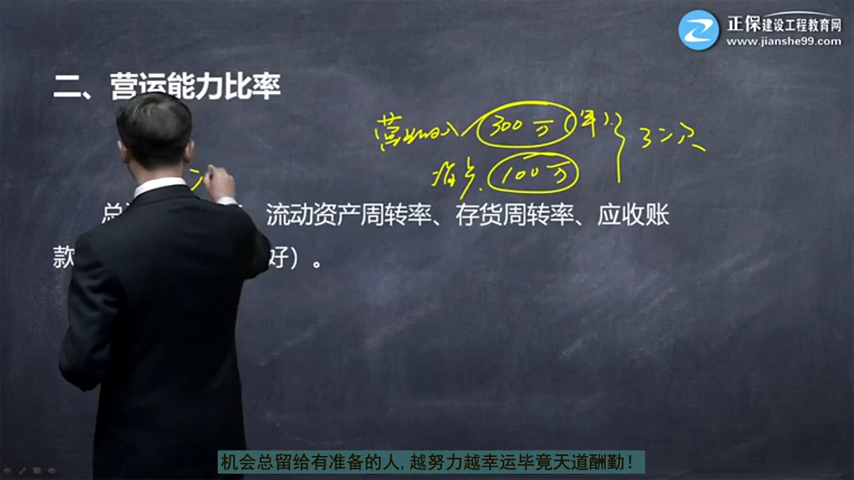 正保建设工程教育网
www.jianshe99.com
二、营运能力比率
营业收入 300万(年)
100万
3次
流动资产周转率、存货周转率、应收账
款 好）。
机会总留给有准备的人,越努力越幸运毕竟天道酬勤！